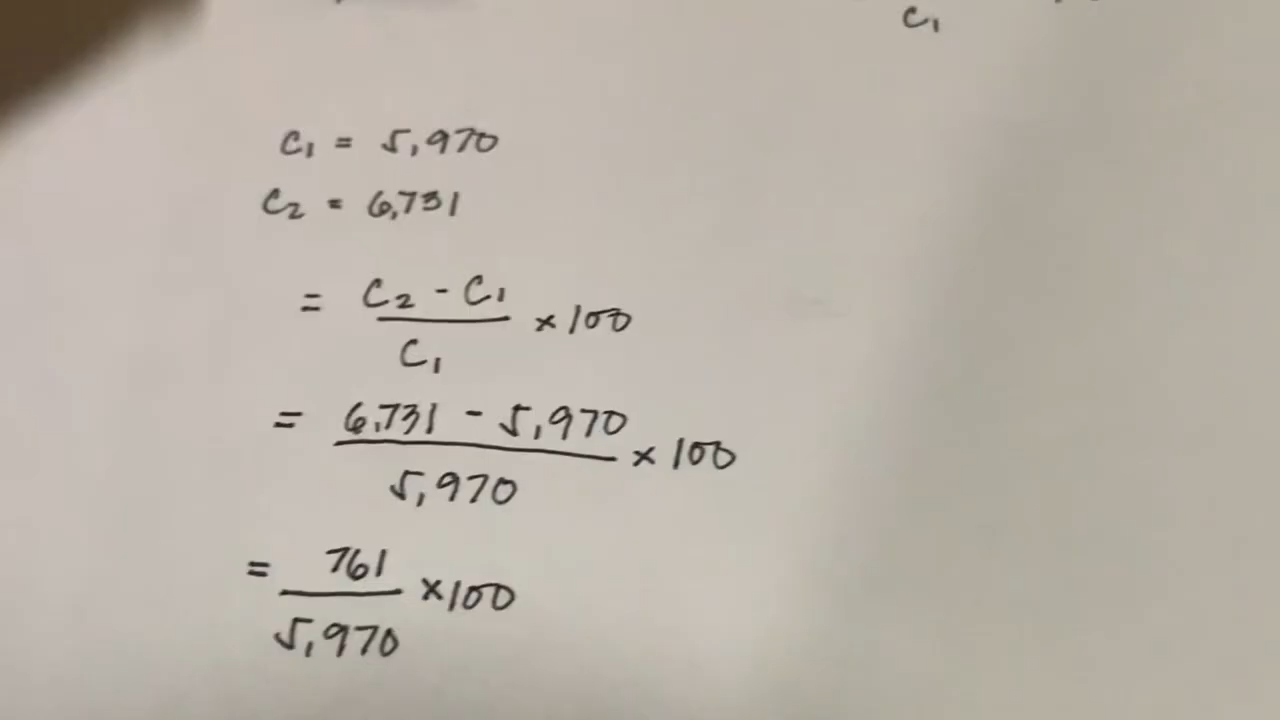 C₁
C₁ = 5,970
C₂ = 6,731
= C₂ - C₁ / C₁ × 100
= 6,731 - 5,970 / 5,970 × 100
= 761 / 5,970 × 100